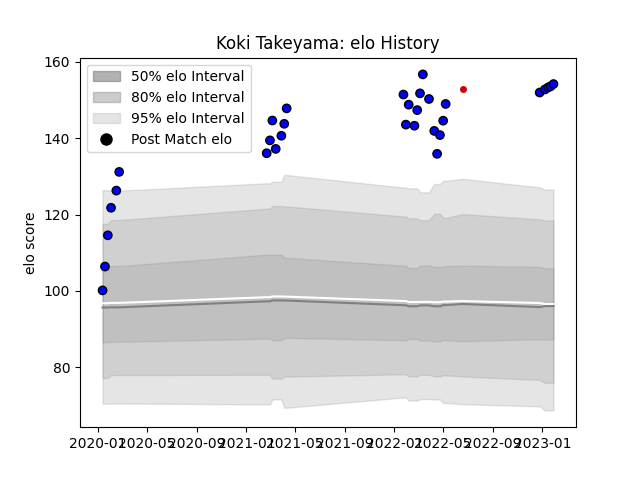 Koki Takeyama: elo History
160
140
120
100
80
elo score
50% elo Interval
80% elo Interval
95% elo Interval
Post Match elo
2020-01
2020-05
2020-09
2021-01
2021-05
2021-09
2022-01
2022-05
2022-09
2023-01